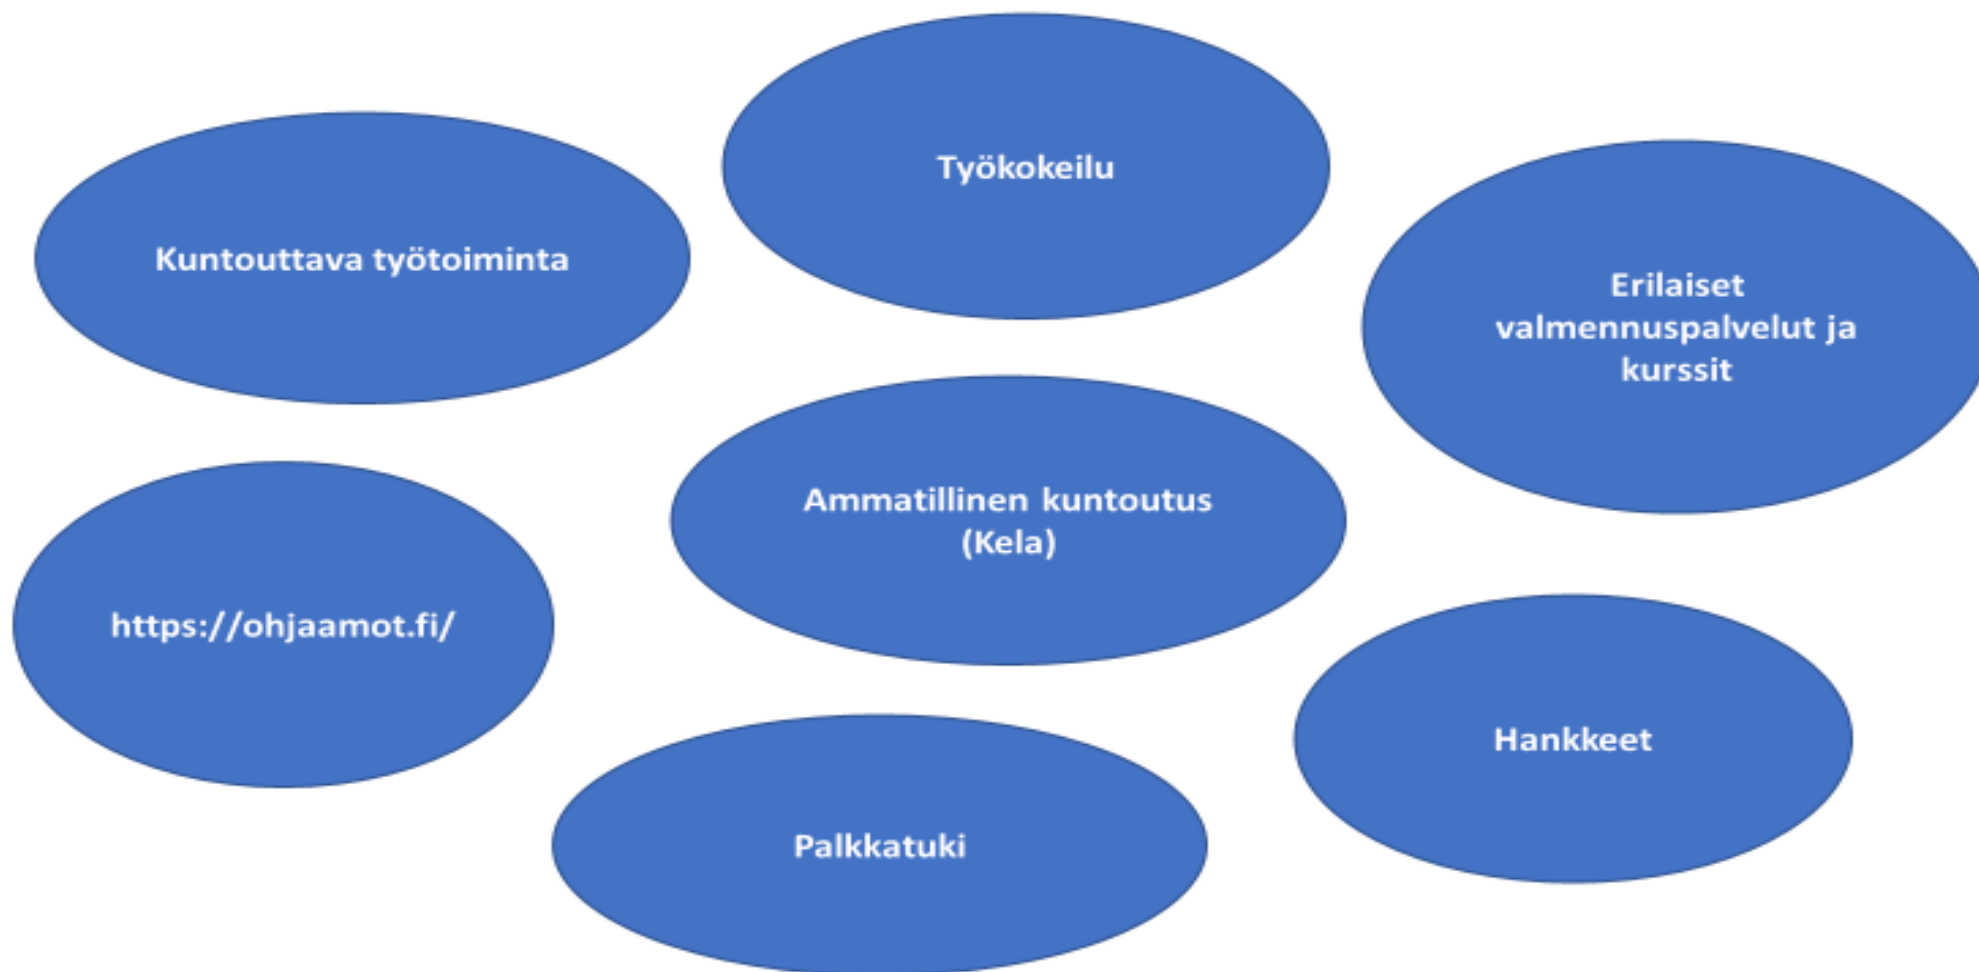 Työkokeilu
Kuntouttava työtoiminta
Erilaiset
valmennuspalvelut ja
kurssit
Ammatillinen kuntoutus
(Kela)
https://ohjaamot.fi/
Hankkeet
Palkkatuki